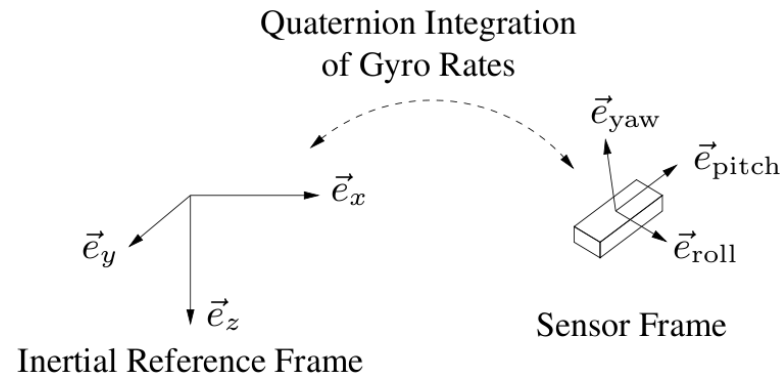 Quaternion Integration
of Gyro Rates
e⃗yaw
e⃗pitch
e⃗x
e⃗y
e⃗roll
e⃗z
Sensor Frame
Inertial Reference Frame